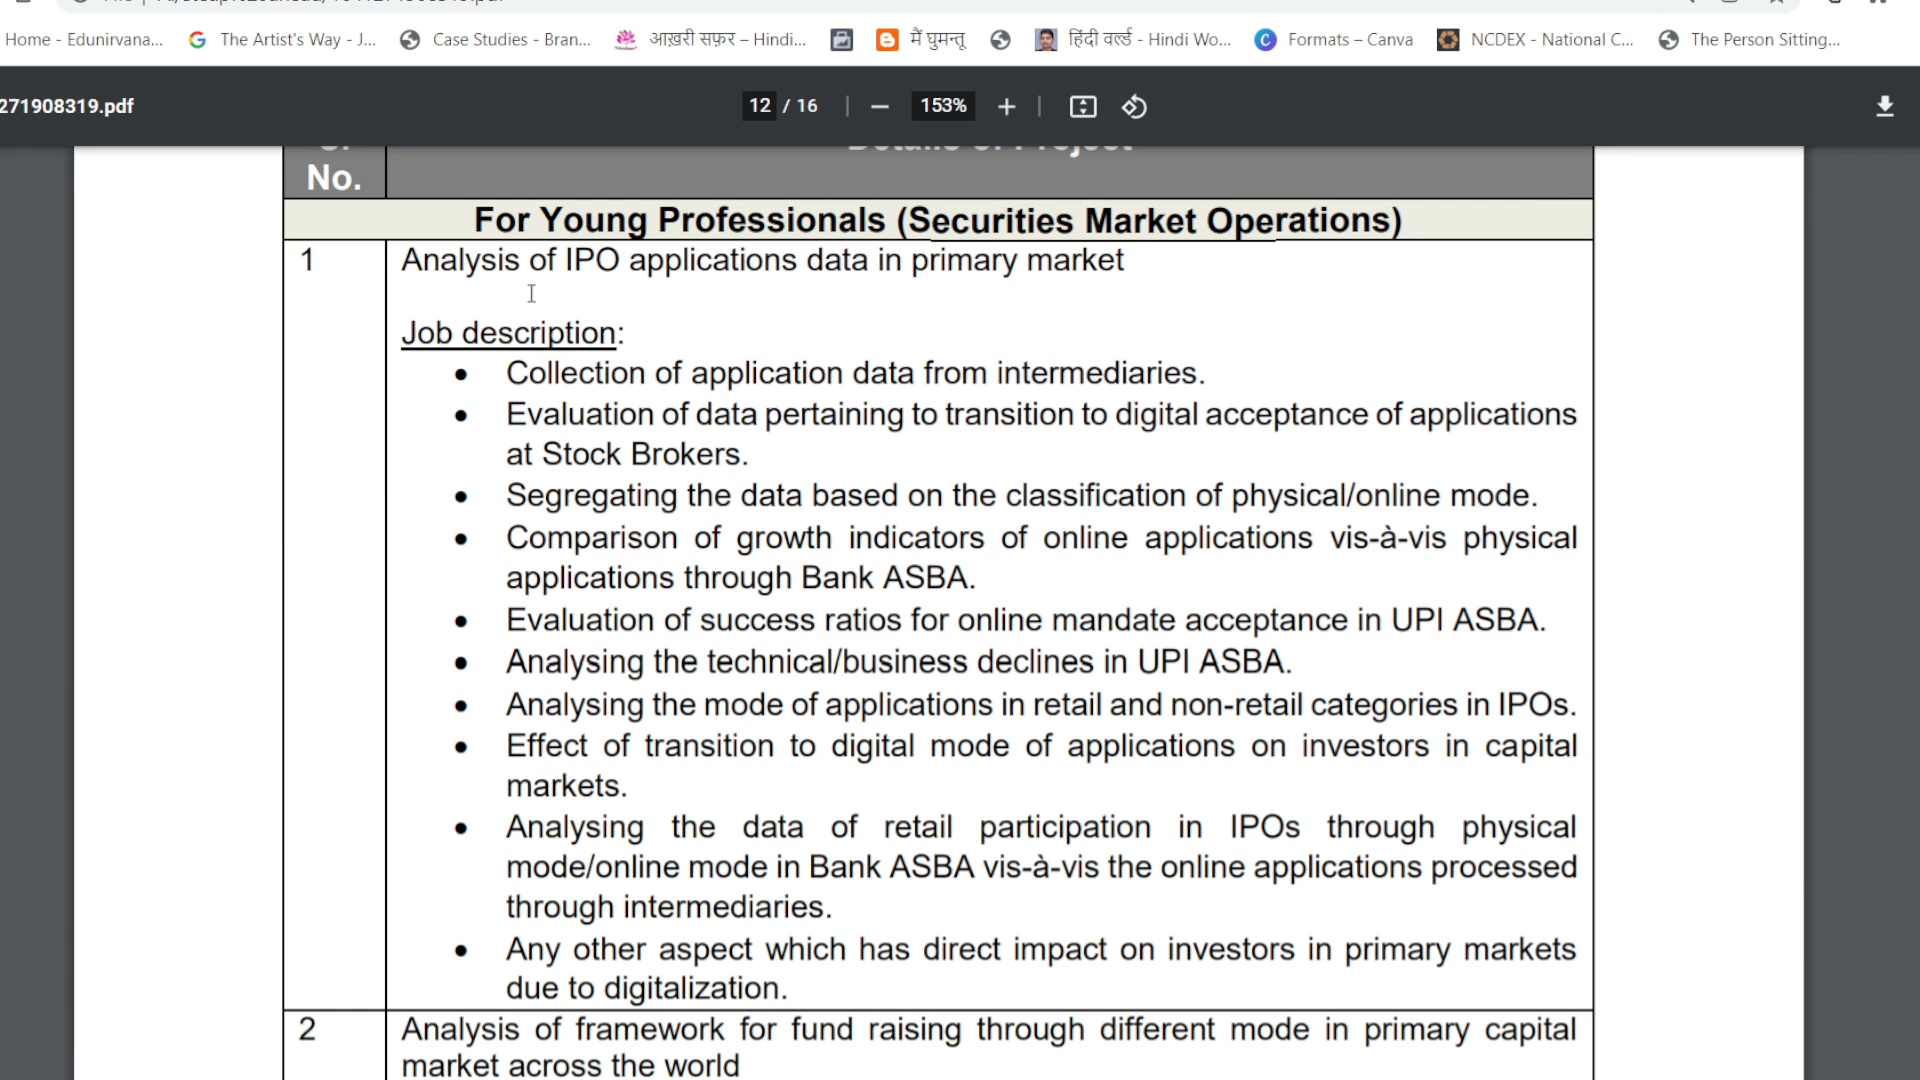 Home - Edunirvana... The Artist's Way - J... Case Studies - Bran... आख़री सफ़र – Hindi... मैं घुमन्तू हिंदी वर्ल्ड - Hindi Wo... Formats – Canva NCDEX - National C... The Person Sitting...
271908319.pdf 12 / 16 153%
Details of Project
No.
For Young Professionals (Securities Market Operations)
1 Analysis of IPO applications data in primary market
Job description:
• Collection of application data from intermediaries.
• Evaluation of data pertaining to transition to digital acceptance of applications
at Stock Brokers.
• Segregating the data based on the classification of physical/online mode.
• Comparison of growth indicators of online applications vis-à-vis physical
applications through Bank ASBA.
• Evaluation of success ratios for online mandate acceptance in UPI ASBA.
• Analysing the technical/business declines in UPI ASBA.
• Analysing the mode of applications in retail and non-retail categories in IPOs.
• Effect of transition to digital mode of applications on investors in capital
markets.
• Analysing the data of retail participation in IPOs through physical
mode/online mode in Bank ASBA vis-à-vis the online applications processed
through intermediaries.
• Any other aspect which has direct impact on investors in primary markets
due to digitalization.
2 Analysis of framework for fund raising through different mode in primary capital
market across the world